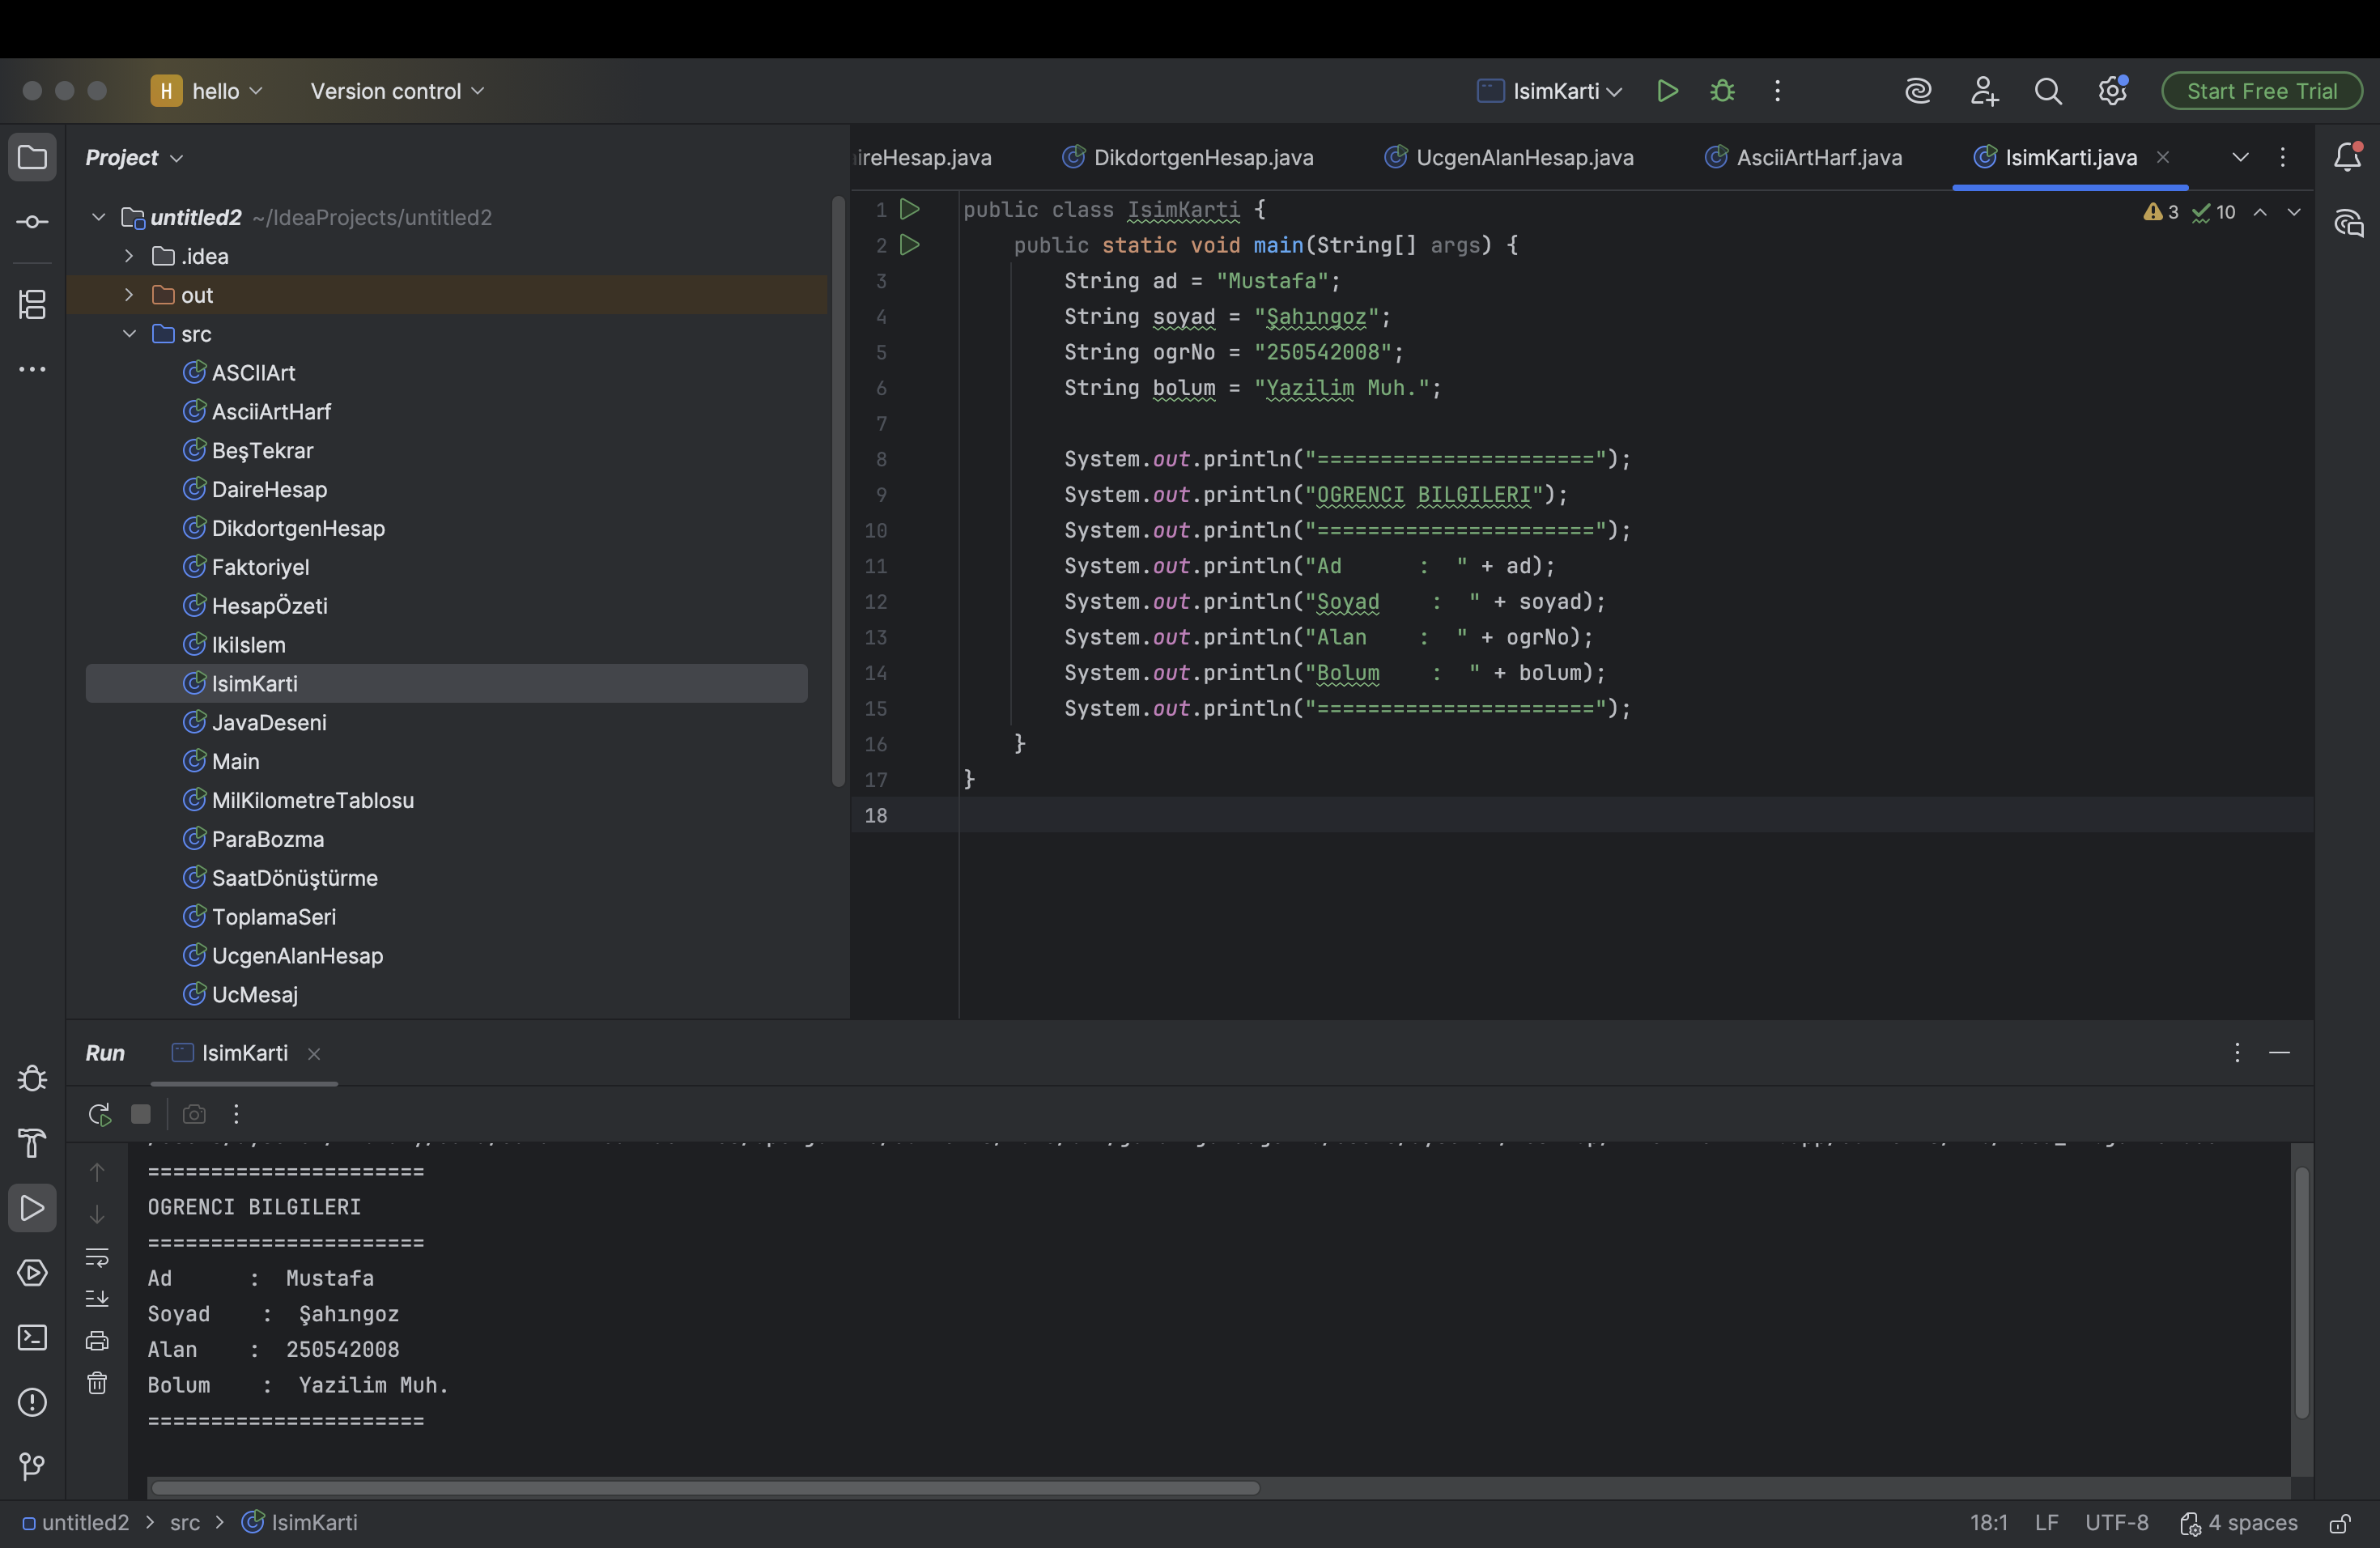 H hello Version control IsimKarti Start Free Trial
Project
ireHesap.java DikdortgenHesap.java UcgenAlanHesap.java AsciiArtHarf.java IsimKarti.java
untitled2 ~/IdeaProjects/untitled2
.idea
out
src
ASCIIArt
AsciiArtHarf
BeşTekrar
DaireHesap
DikdortgenHesap
Faktoriyel
HesapÖzeti
IkiIslem
IsimKarti
JavaDeseni
Main
MilKilometreTablosu
ParaBozma
SaatDönüştürme
ToplamaSeri
UcgenAlanHesap
UcMesaj
3 10
1 public class IsimKarti {
2     public static void main(String[] args) {
3         String ad = "Mustafa";
4         String soyad = "Şahıngoz";
5         String ogrNo = "250542008";
6         String bolum = "Yazilim Muh.";
7
8         System.out.println("======================");
9         System.out.println("OGRENCI BILGILERI");
10         System.out.println("======================");
11         System.out.println("Ad      :  " + ad);
12         System.out.println("Soyad    :  " + soyad);
13         System.out.println("Alan    :  " + ogrNo);
14         System.out.println("Bolum    :  " + bolum);
15         System.out.println("======================");
16     }
17 }
18
Run IsimKarti
======================
OGRENCI BILGILERI
======================
Ad      :  Mustafa
Soyad    :  Şahıngoz
Alan    :  250542008
Bolum    :  Yazilim Muh.
======================
untitled2 > src > IsimKarti 18:1 LF UTF-8 4 spaces